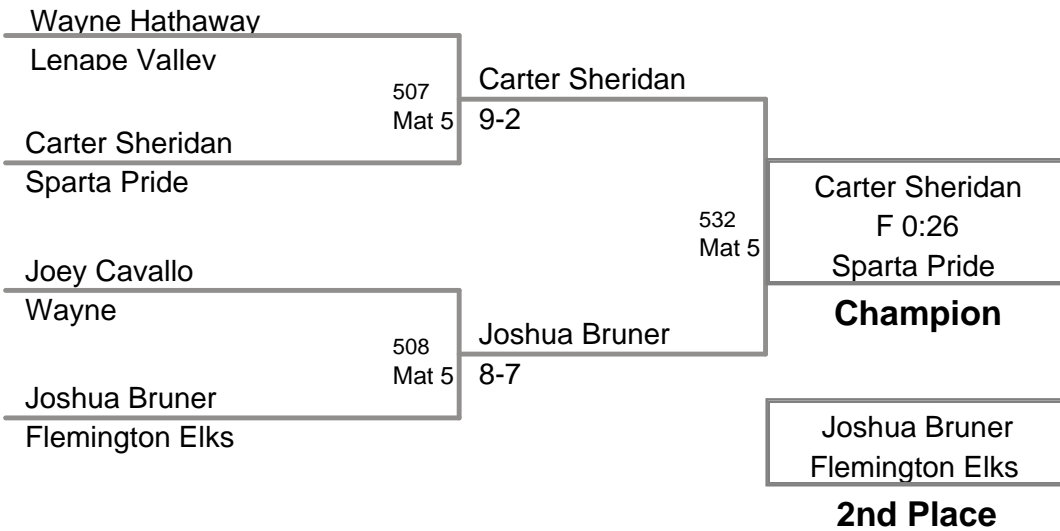 Wayne Hathaway
Lenape Valley
507
Mat 5
Carter Sheridan
9-2
Carter Sheridan
Sparta Pride
532
Mat 5
Carter Sheridan
F 0:26
Sparta Pride
Champion
Joey Cavallo
Wayne
508
Mat 5
Joshua Bruner
8-7
Joshua Bruner
Flemington Elks
Joshua Bruner
Flemington Elks
2nd Place